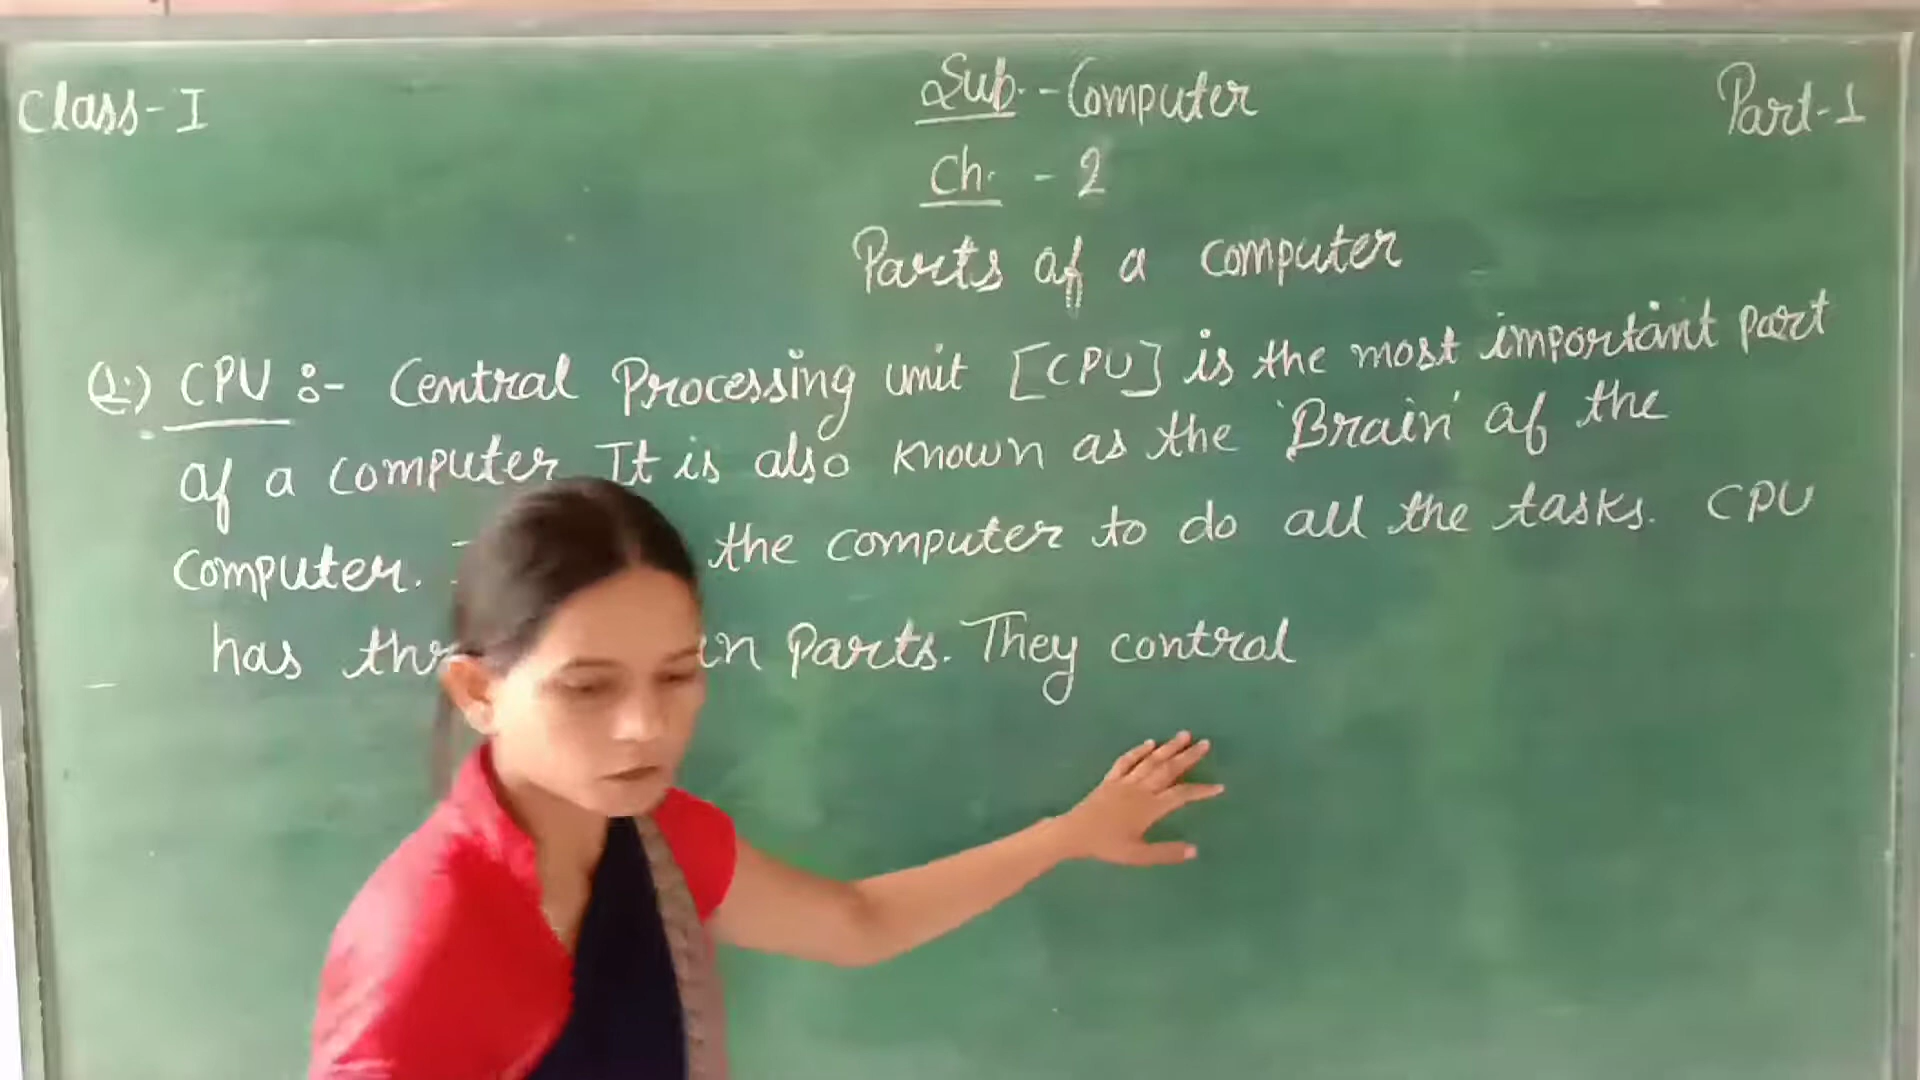 Class-I
Sub.-Computer
Part-1
Ch. - 2
Parts of a computer
Q.1) CPU :- Central Processing unit [CPU] is the most important part
of a computer It is also known as the 'Brain' of the
computer. the computer to do all the tasks. CPU
has parts. They control